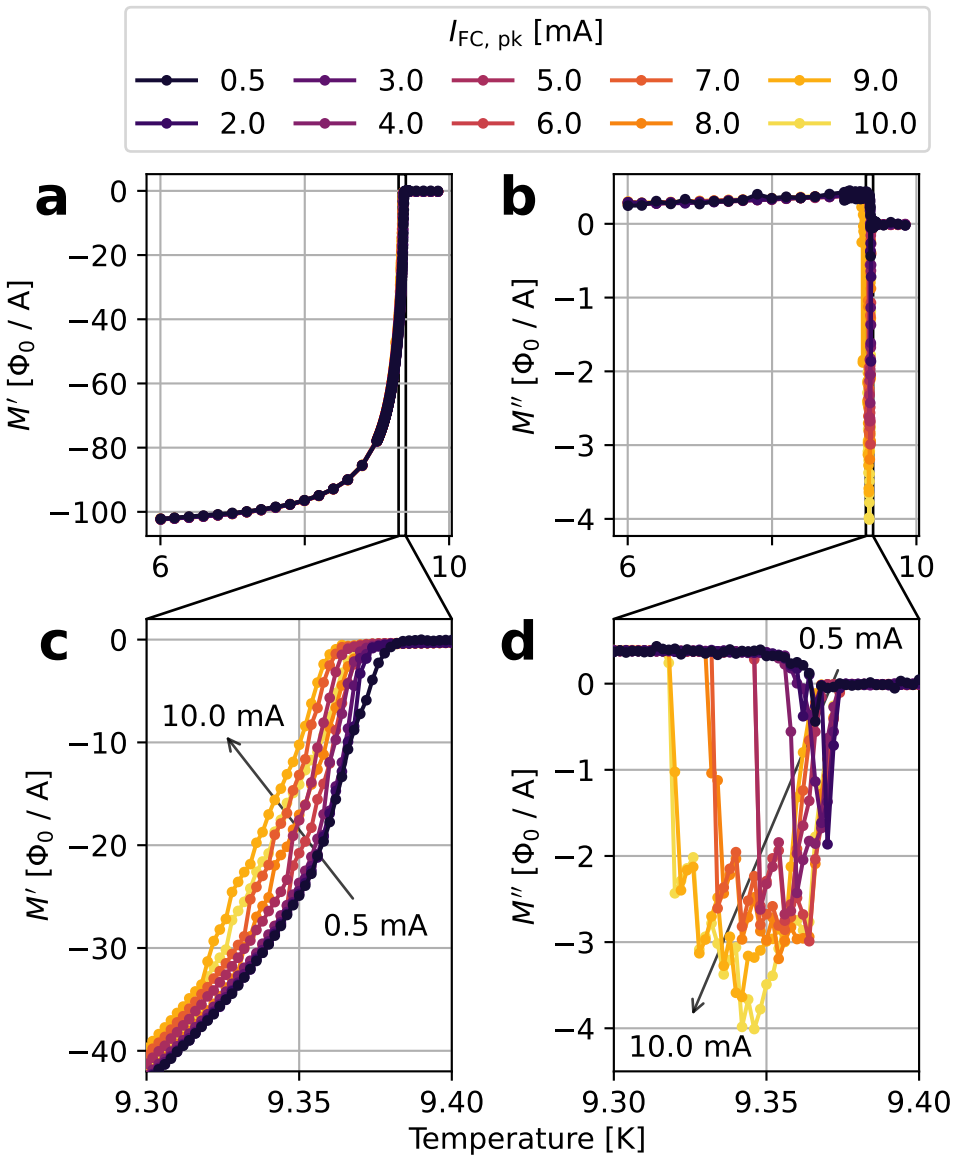 I_FC, pk [mA]
0.5 3.0 5.0 7.0 9.0
2.0 4.0 6.0 8.0 10.0
a
b
M′ [Φ₀ / A]
0
−20
−40
−60
−80
−100
6 10
M″ [Φ₀ / A]
0
−1
−2
−3
−4
6 10
c
M′ [Φ₀ / A]
0
−10
−20
−30
−40
10.0 mA
0.5 mA
9.30 9.35 9.40
d
M″ [Φ₀ / A]
0
−1
−2
−3
−4
0.5 mA
10.0 mA
9.30 9.35 9.40
Temperature [K]